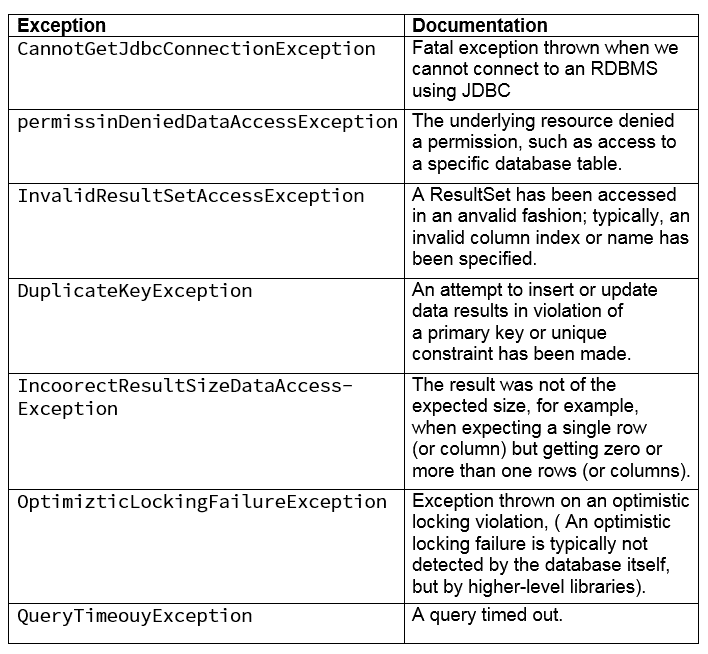 Exception Documentation
CannotGetJdbcConnectionException
Fatal exception thrown when we
cannot connect to an RDBMS
using JDBC
permissinDeniedDataAccessException
The underlying resource denied
a permission, such as access to
a specific database table.
InvalidResultSetAccessException
A ResultSet has been accessed
in an anvalid fashion; typically, an
invalid column index or name has
been specified.
DuplicateKeyException
An attempt to insert or update
data results in violation of
a primary key or unique
constraint has been made.
IncoorectResultSizeDataAccess-
Exception
The result was not of the
expected size, for example,
when expecting a single row
(or column) but getting zero or
more than one rows (or columns).
OptimizticLockingFailureException
Exception thrown on an optimistic
locking violation, ( An optimistic
locking failure is typically not
detected by the database itself,
but by higher-level libraries).
QueryTimeouyException
A query timed out.